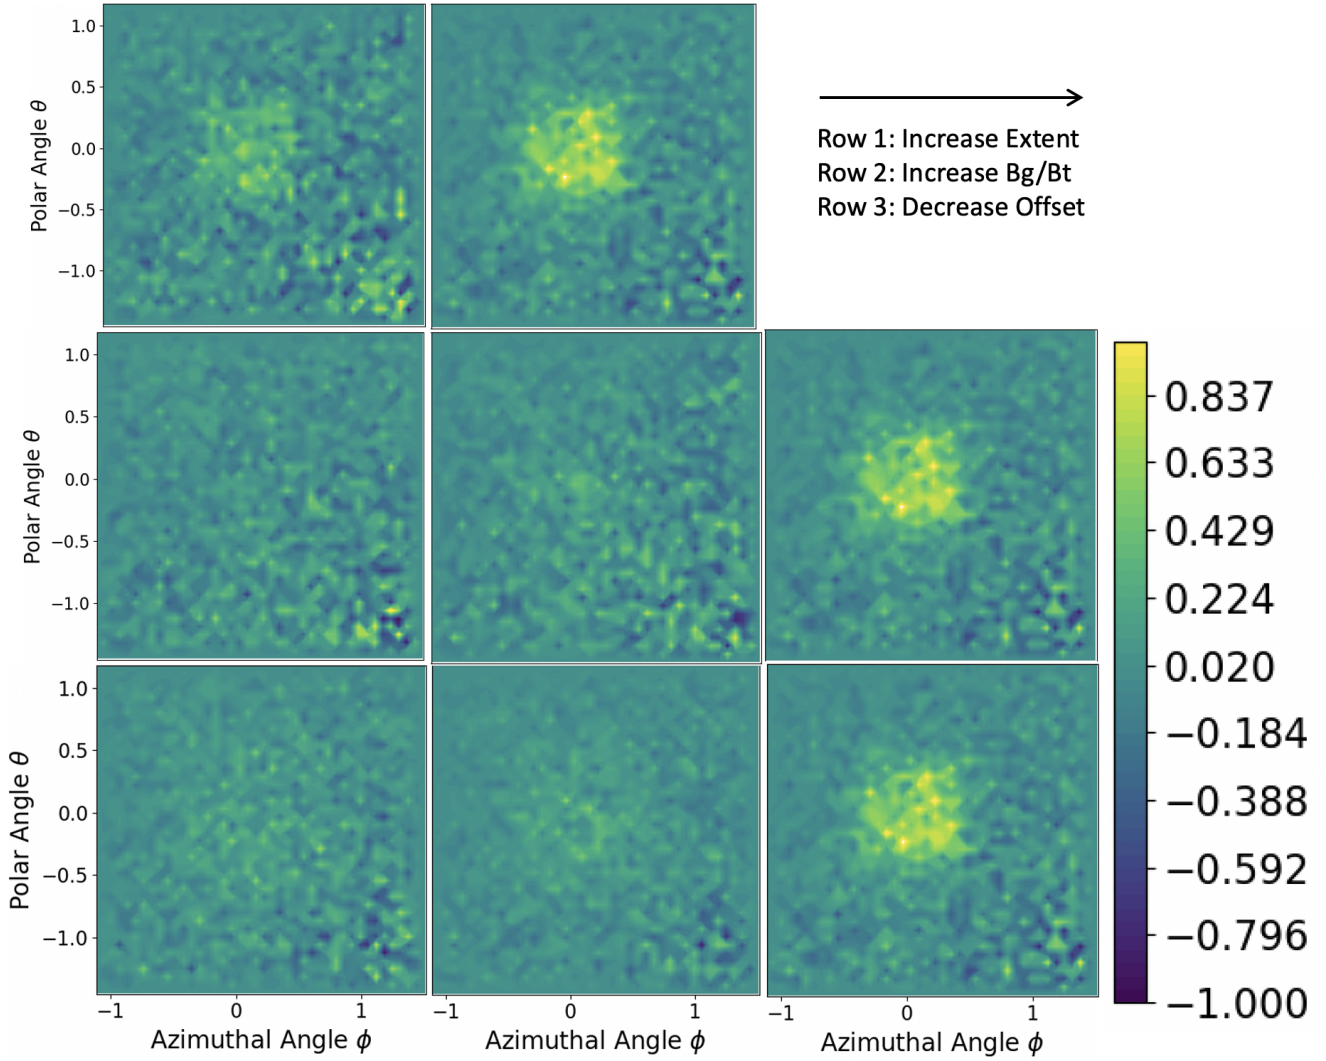 1.0
0.5
0.0
−0.5
−1.0
Polar Angle θ
Row 1: Increase Extent
Row 2: Increase Bg/Bt
Row 3: Decrease Offset
1.0
0.5
0.0
−0.5
−1.0
Polar Angle θ
0.837
0.633
0.429
0.224
0.020
−0.184
−0.388
−0.592
−0.796
−1.000
1.0
0.5
0.0
−0.5
−1.0
Polar Angle θ
−1 0 1
Azimuthal Angle ϕ
−1 0 1
Azimuthal Angle ϕ
−1 0 1
Azimuthal Angle ϕ